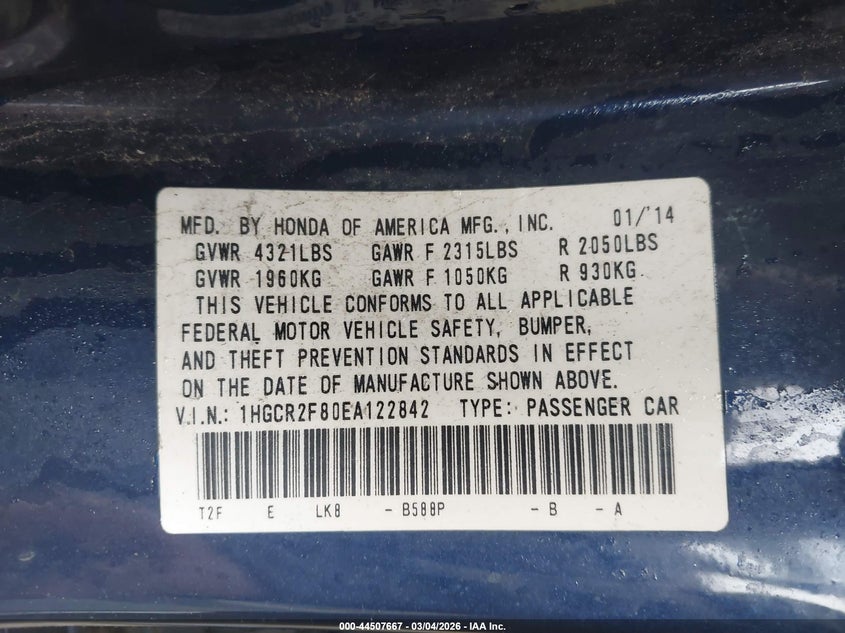 MFD. BY HONDA OF AMERICA MFG., INC. 01/'14
GVWR 4321LBS GAWR F 2315LBS R 2050LBS
GVWR 1960KG GAWR F 1050KG R 930KG
THIS VEHICLE CONFORMS TO ALL APPLICABLE
FEDERAL MOTOR VEHICLE SAFETY, BUMPER,
AND THEFT PREVENTION STANDARDS IN EFFECT
ON THE DATE OF MANUFACTURE SHOWN ABOVE.
V.I.N.: 1HGCR2F80EA122842 TYPE: PASSENGER CAR
T2F E LK8 -B588P -B -A
000-44507667 — 03/04/2026 — IAA Inc.